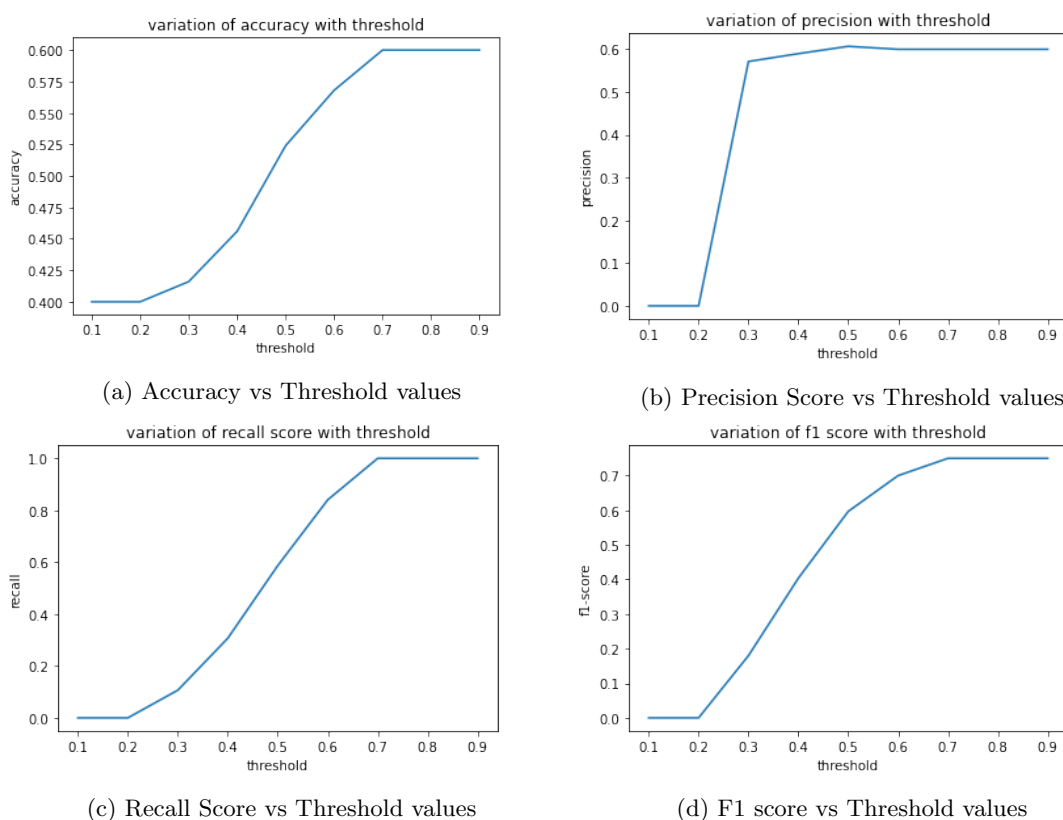 variation of accuracy with threshold
0.600
0.575
0.550
0.525
0.500
0.475
0.450
0.425
0.400
accuracy
0.1 0.2 0.3 0.4 0.5 0.6 0.7 0.8 0.9
threshold
(a) Accuracy vs Threshold values
variation of precision with threshold
0.6
0.5
0.4
0.3
0.2
0.1
0.0
precision
0.1 0.2 0.3 0.4 0.5 0.6 0.7 0.8 0.9
threshold
(b) Precision Score vs Threshold values
variation of recall score with threshold
1.0
0.8
0.6
0.4
0.2
0.0
recall
0.1 0.2 0.3 0.4 0.5 0.6 0.7 0.8 0.9
threshold
(c) Recall Score vs Threshold values
variation of f1 score with threshold
0.7
0.6
0.5
0.4
0.3
0.2
0.1
0.0
f1-score
0.1 0.2 0.3 0.4 0.5 0.6 0.7 0.8 0.9
threshold
(d) F1 score vs Threshold values